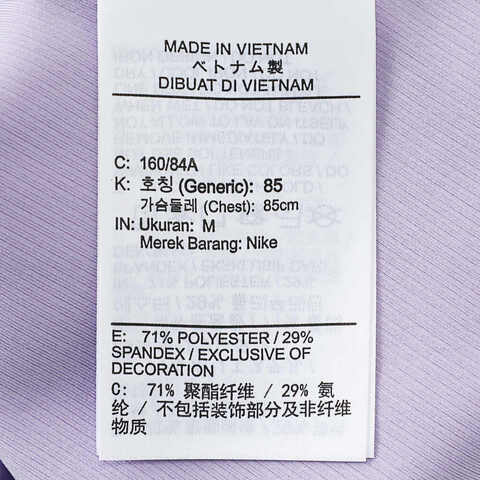 MADE IN VIETNAM
ベトナム製
DIBUAT DI VIETNAM
C: 160/84A
K: 호칭 (Generic): 85
가슴둘레 (Chest): 85cm
IN: Ukuran: M
Merek Barang: Nike
E: 71% POLYESTER / 29%
SPANDEX / EXCLUSIVE OF
DECORATION
C: 71% 聚酯纤维 / 29% 氨
纶 / 不包括装饰部分及非纤维
物质